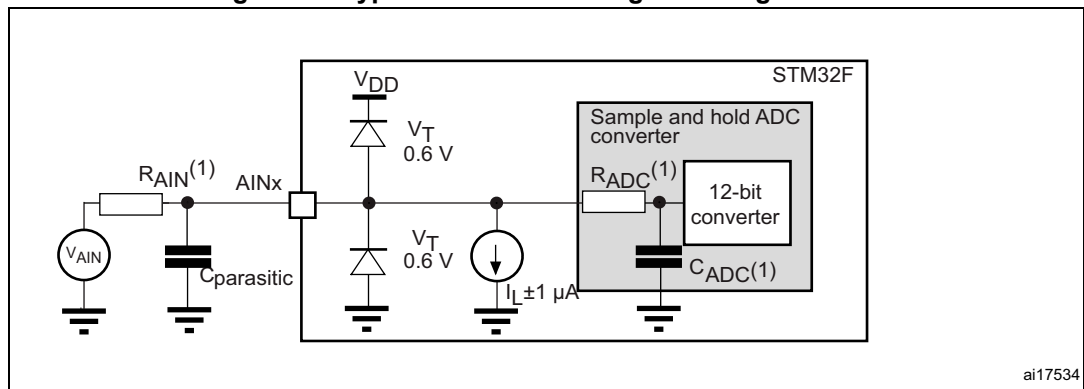 STM32F
VDD
Sample and hold ADC
converter
VT
0.6 V
RAIN(1)
AINx
RADC(1)
12-bit
converter
VAIN
Cparasitic
VT
0.6 V
IL±1 µA
CADC(1)
ai17534